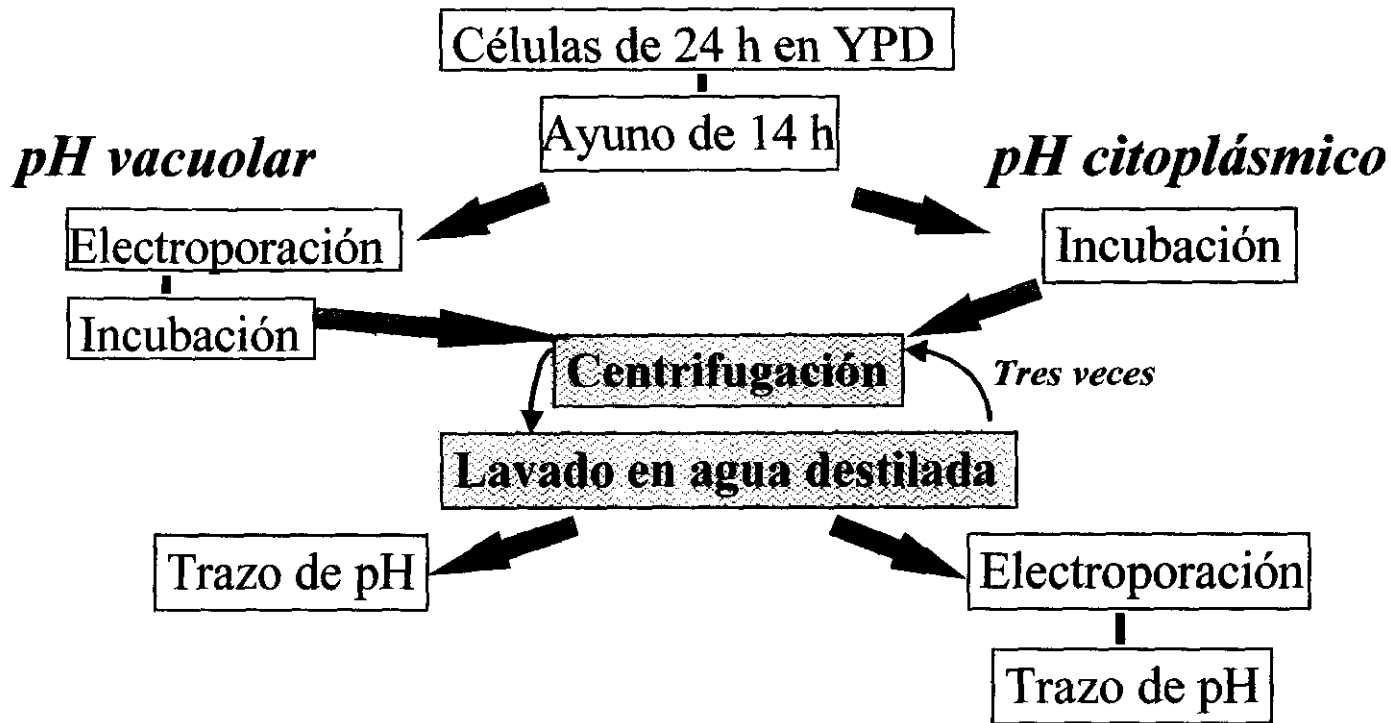 Células de 24 h en YPD
Ayuno de 14 h
pH vacuolar
pH citoplásmico
Electroporación
Incubación
Incubación
Centrifugación
Tres veces
Lavado en agua destilada
Trazo de pH
Electroporación
Trazo de pH